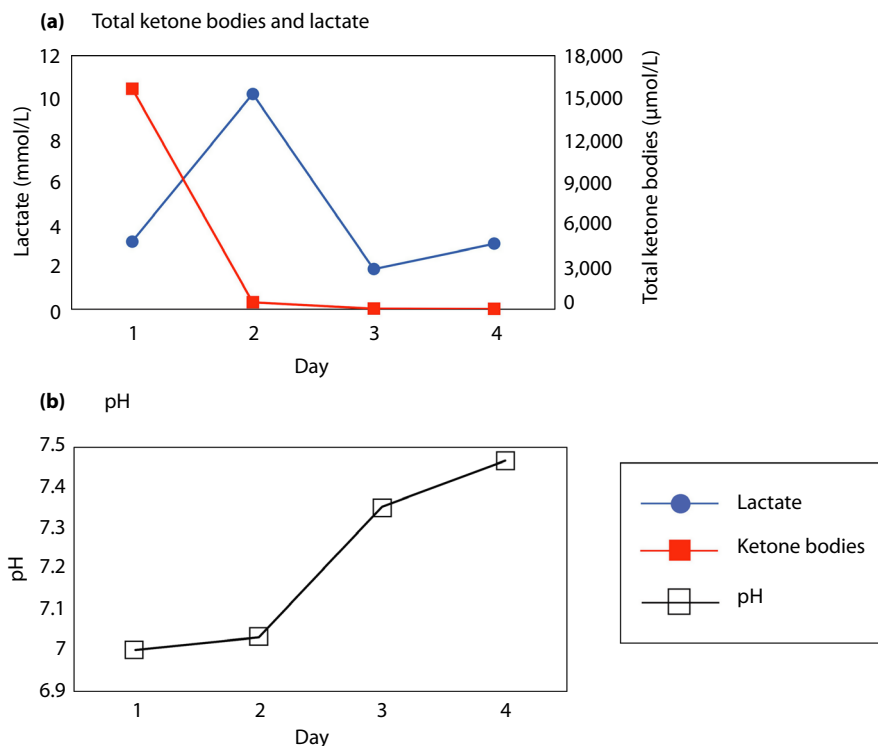 (a) Total ketone bodies and lactate
12
10
8
6
4
2
0
Lactate (mmol/L)
18,000
15,000
12,000
9,000
6,000
3,000
0
Total ketone bodies (µmol/L)
1 2 3 4
Day
(b) pH
7.5
7.4
7.3
7.2
7.1
7
6.9
pH
1 2 3 4
Day
Lactate
Ketone bodies
pH